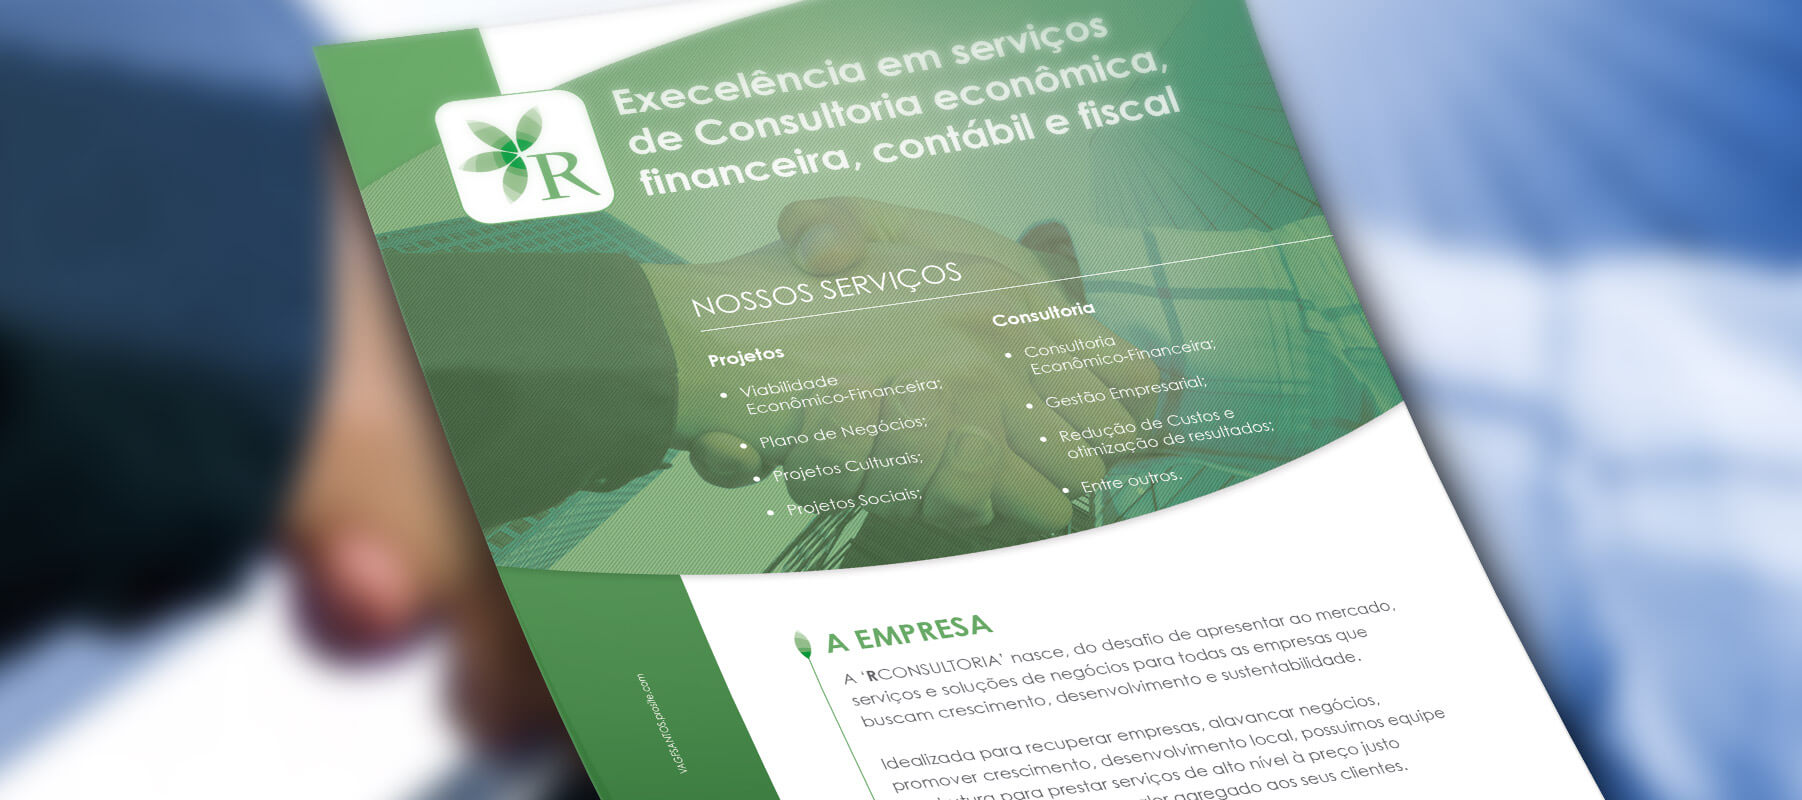 Execelência em serviços
de Consultoria econômica,
financeira, contábil e fiscal
R
NOSSOS SERVIÇOS
Projetos
• Viabilidade
Econômico-Financeira;
• Plano de Negócios;
• Projetos Culturais;
• Projetos Sociais;
Consultoria
• Consultoria
Econômico-Financeira;
• Gestão Empresarial;
• Redução de Custos e
otimização de resultados;
• Entre outros.
A EMPRESA
A ‘RCONSULTORIA’ nasce, do desafio de apresentar ao mercado,
serviços e soluções de negócios para todas as empresas que
buscam crescimento, desenvolvimento e sustentabilidade.
Idealizada para recuperar empresas, alavancar negócios,
promover crescimento, desenvolvimento local, possuimos equipe
para prestar serviços de alto nível à preço justo
agregado aos seus clientes.
VAGFSANTOS.prosite.com